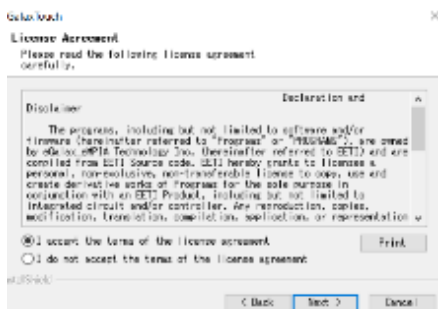 License Agreement
Please read the following license agreement
carefully.
Declaration and
Disclaimer
The programs, including but not limited to software and/or
firmware (hereinafter referred to "Programs" or "PROGRAMS"), are owned
by eGalax_eMPIA Technology Inc. (hereinafter referred to EETI) and are
compiled from EETI Source code. EETI hereby grants to licensee a
personal, non-exclusive, non-transferable license to copy, use and
create derivative works of Programs for the sole purpose in
conjunction with an EETI Product, including but not limited to
integrated circuit and/or controller. Any reproduction, copies,
modification, translation, compilation, application, or representation
I accept the terms of the license agreement
Print
I do not accept the terms of the license agreement
InstallShield
< Back
Next >
Cancel